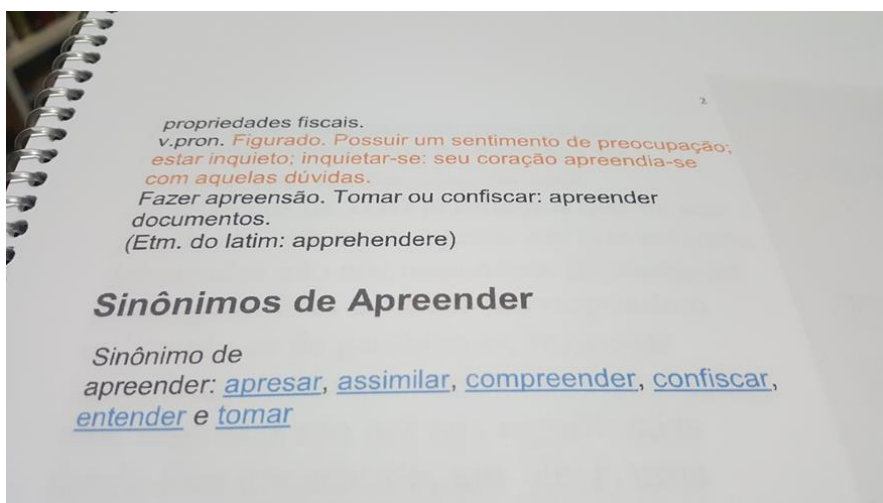 2
propriedades fiscais.
v.pron. Figurado. Possuir um sentimento de preocupação;
estar inquieto; inquietar-se: seu coração apreendia-se
com aquelas dúvidas.
Fazer apreensão. Tomar ou confiscar: apreender
documentos.
(Etm. do latim: apprehendere)
Sinônimos de Apreender
Sinônimo de
apreender: apresar, assimilar, compreender, confiscar,
entender e tomar